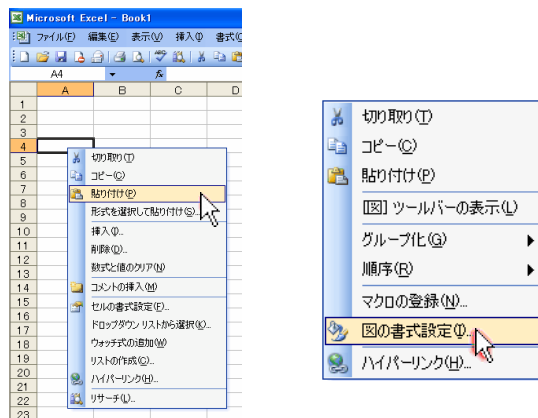 Microsoft Excel - Book1
ファイル(F) 編集(E) 表示(V) 挿入(I) 書式(O
A4 fx
A B C D
1
2
3
4
5
6
7
8
9
10
11
12
13
14
15
16
17
18
19
20
21
22
23
切り取り(T)
コピー(C)
貼り付け(P)
形式を選択して貼り付け(S)...
挿入(I)...
削除(D)...
数式と値のクリア(N)
コメントの挿入(M)
セルの書式設定(F)...
ドロップダウン リストから選択(K)...
ウォッチ式の追加(W)
リストの作成(C)...
ハイパーリンク(H)...
リサーチ(L)...
切り取り(T)
コピー(C)
貼り付け(P)
[図] ツールバーの表示(L)
グループ化(G)
順序(R)
マクロの登録(N)...
図の書式設定(I)...
ハイパーリンク(H)...